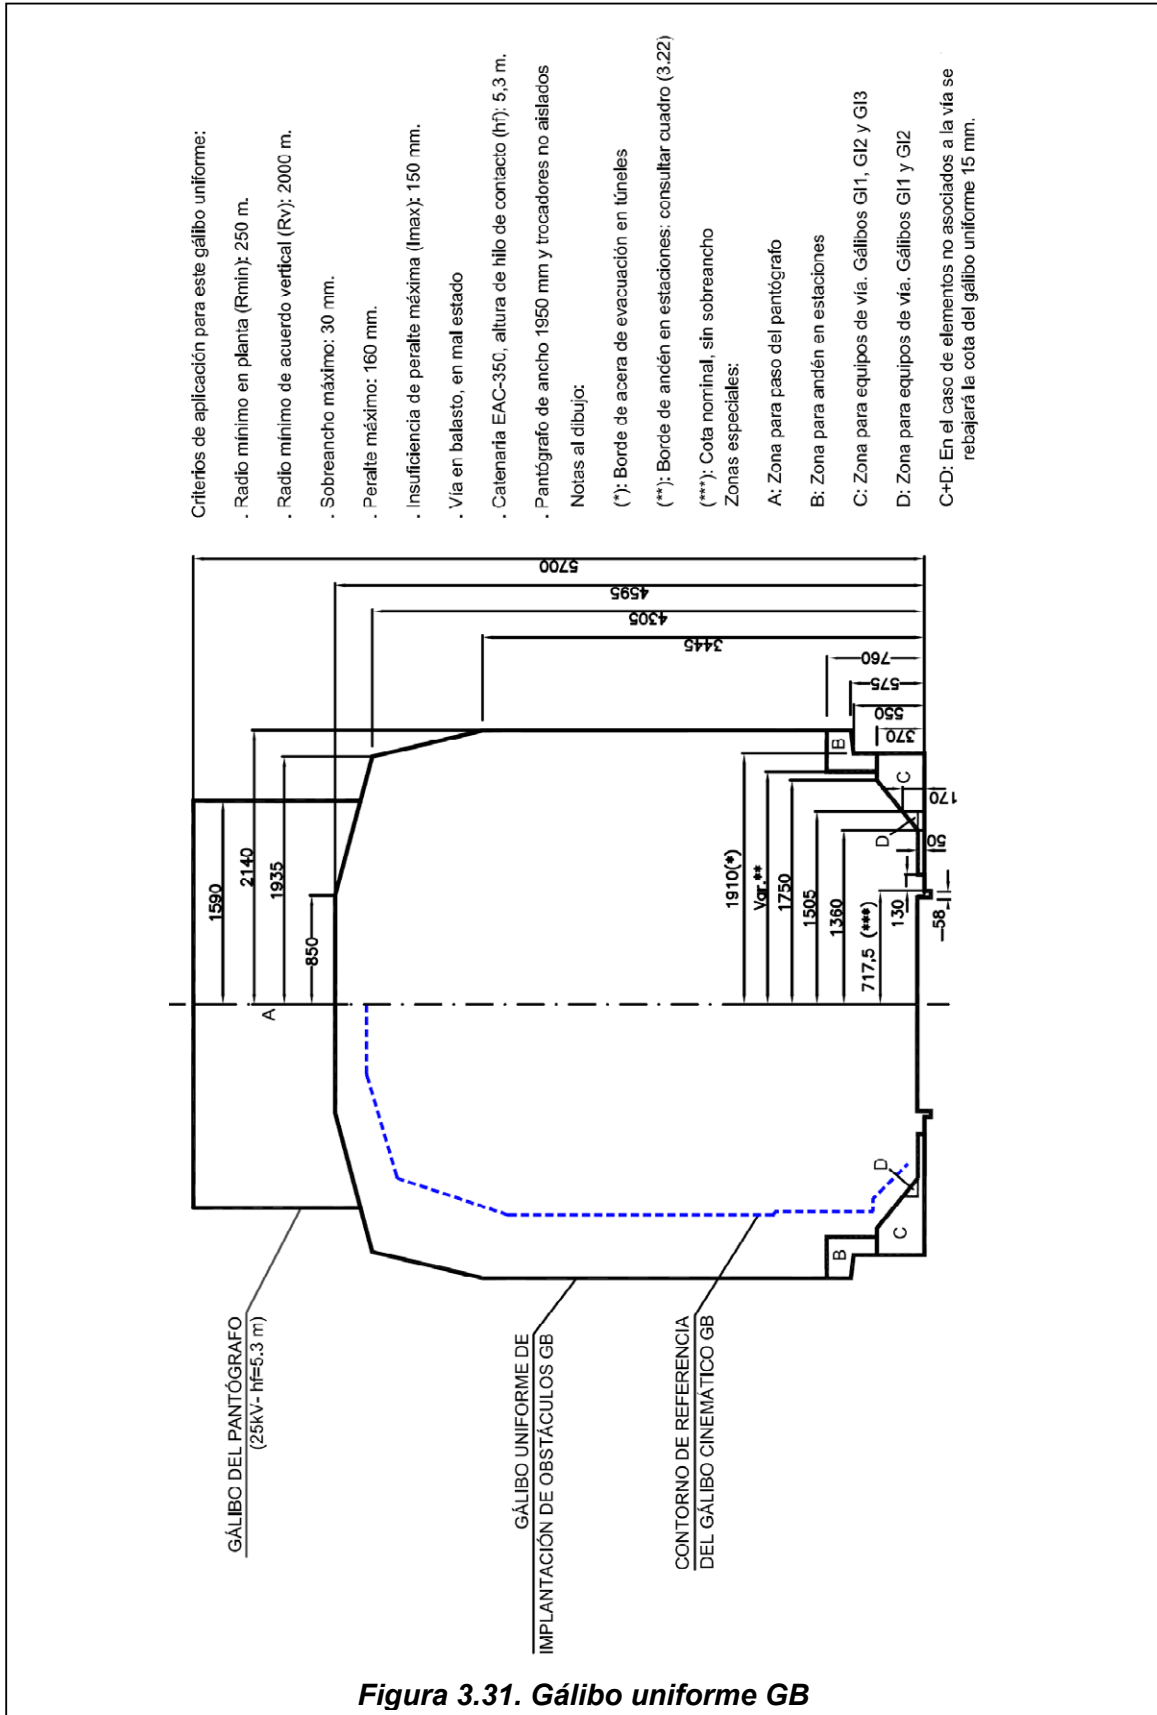 GÁLIBO DEL PANTÓGRAFO
(25kV- hf=5.3 m)
GÁLIBO UNIFORME DE
IMPLANTACIÓN DE OBSTÁCULOS GB
CONTORNO DE REFERENCIA
DEL GÁLIBO CINEMÁTICO GB
A
1590
2140
1935
850
1910(*)
Var.**
1750
1505
1360
717,5 (***)
130
58
5700
4595
4305
3445
760
575
550
370
170
50
B
C
D
B
C
D
Criterios de aplicación para este gálibo uniforme:
. Radio mínimo en planta (Rmin): 250 m.
. Radio mínimo de acuerdo vertical (Rv): 2000 m.
. Sobreancho máximo: 30 mm.
. Peralte máximo: 160 mm.
. Insuficiencia de peralte máxima (Imax): 150 mm.
. Vía en balasto, en mal estado
. Catenaria EAC-350, altura de hilo de contacto (hf): 5,3 m.
. Pantógrafo de ancho 1950 mm y trocadores no aislados
Notas al dibujo:
(*): Borde de acera de evacuación en túneles
(**): Borde de andén en estaciones: consultar cuadro (3.22)
(***): Cota nominal, sin sobreancho
Zonas especiales:
A: Zona para paso del pantógrafo
B: Zona para andén en estaciones
C: Zona para equipos de vía. Gálibos GI1, GI2 y GI3
D: Zona para equipos de vía. Gálibos GI1 y GI2
C+D: En el caso de elementos no asociados a la vía se
rebajará la cota del gálibo uniforme 15 mm.
Figura 3.31. Gálibo uniforme GB